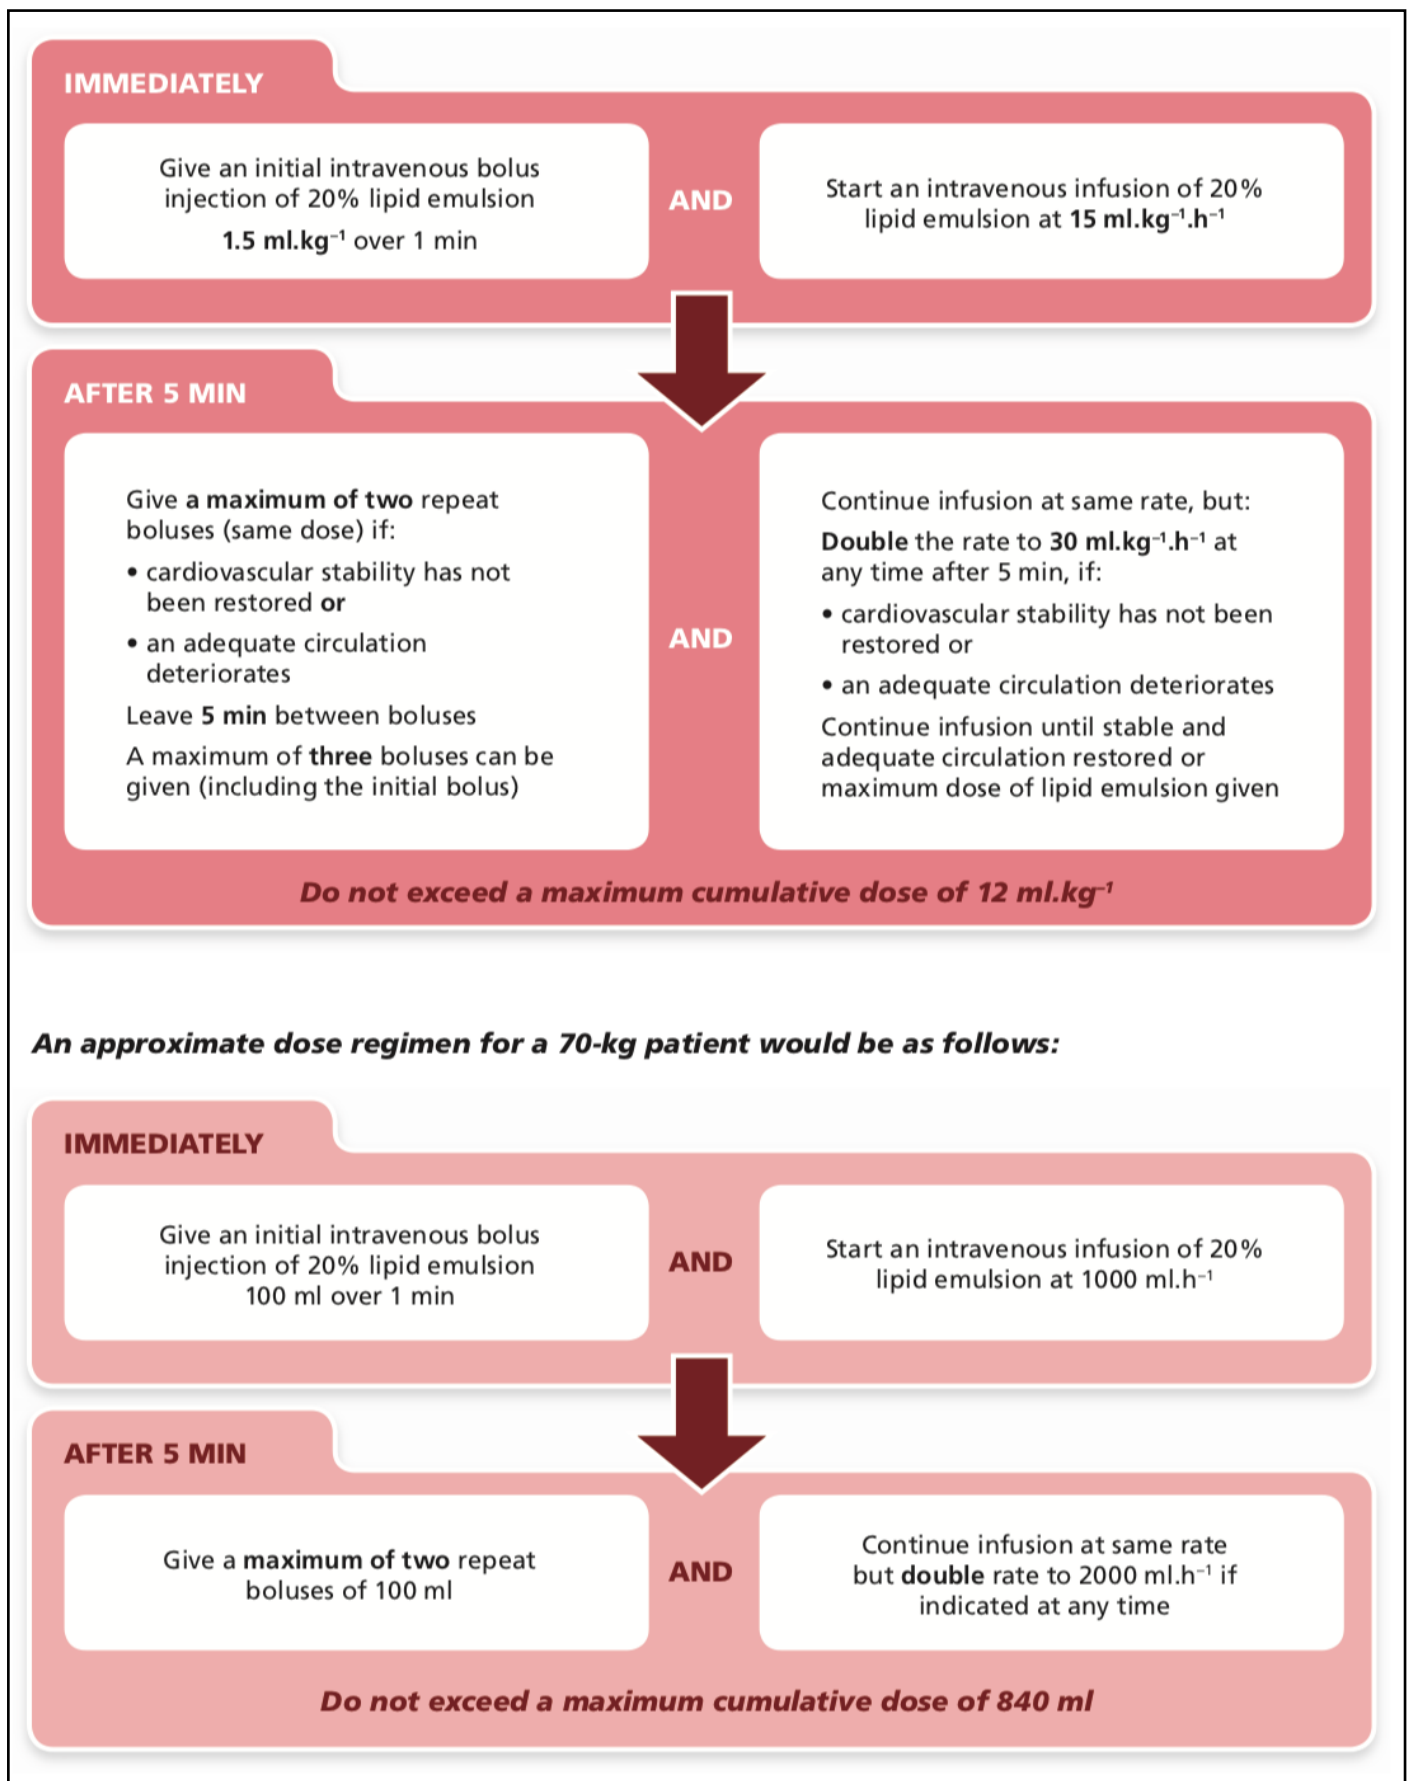 IMMEDIATELY
Give an initial intravenous bolus
injection of 20% lipid emulsion
1.5 ml.kg⁻¹ over 1 min
AND
Start an intravenous infusion of 20%
lipid emulsion at 15 ml.kg⁻¹.h⁻¹
AFTER 5 MIN
Give a maximum of two repeat
boluses (same dose) if:
• cardiovascular stability has not
been restored or
• an adequate circulation
deteriorates
Leave 5 min between boluses
A maximum of three boluses can be
given (including the initial bolus)
AND
Continue infusion at same rate, but:
Double the rate to 30 ml.kg⁻¹.h⁻¹ at
any time after 5 min, if:
• cardiovascular stability has not been
restored or
• an adequate circulation deteriorates
Continue infusion until stable and
adequate circulation restored or
maximum dose of lipid emulsion given
Do not exceed a maximum cumulative dose of 12 ml.kg⁻¹
An approximate dose regimen for a 70-kg patient would be as follows:
IMMEDIATELY
Give an initial intravenous bolus
injection of 20% lipid emulsion
100 ml over 1 min
AND
Start an intravenous infusion of 20%
lipid emulsion at 1000 ml.h⁻¹
AFTER 5 MIN
Give a maximum of two repeat
boluses of 100 ml
AND
Continue infusion at same rate
but double rate to 2000 ml.h⁻¹ if
indicated at any time
Do not exceed a maximum cumulative dose of 840 ml